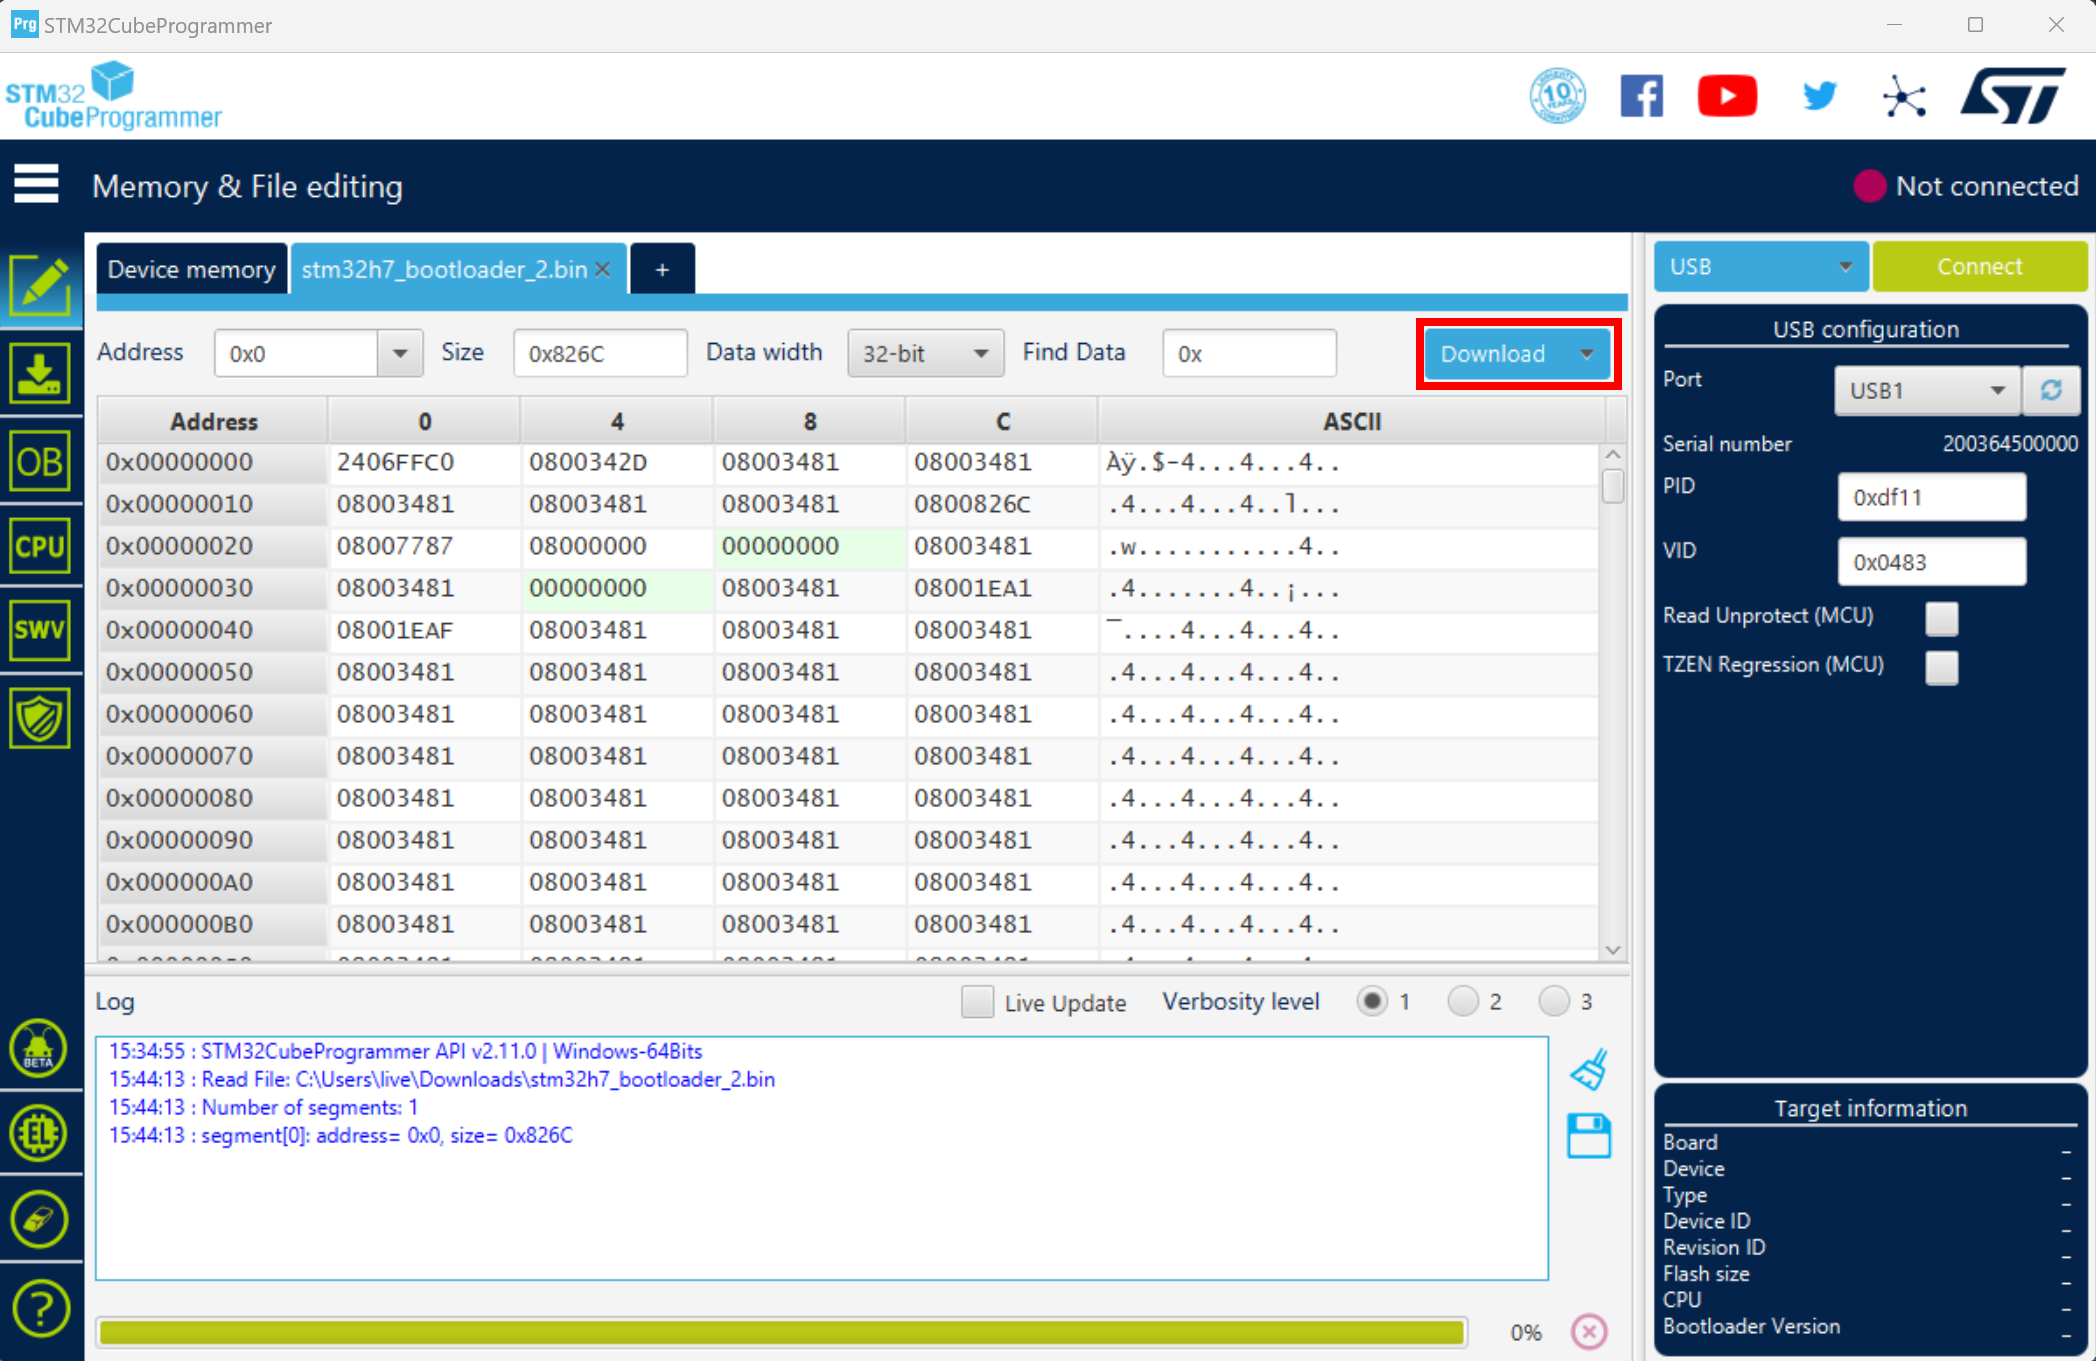 Prg STM32CubeProgrammer
STM32
CubeProgrammer
10 YEARS
Memory & File editing
Not connected
Device memory
stm32h7_bootloader_2.bin
+
USB
Connect
Address 0x0 Size 0x826C Data width 32-bit Find Data 0x Download
Address 0 4 8 C ASCII
0x00000000 2406FFC0 0800342D 08003481 08003481 Àÿ.$-4...4...4..
0x00000010 08003481 08003481 08003481 0800826C .4...4...4..l...
0x00000020 08007787 08000000 00000000 08003481 .w...........4..
0x00000030 08003481 00000000 08003481 08001EA1 .4.......4..¡...
0x00000040 08001EAF 08003481 08003481 08003481 ¯....4...4...4..
0x00000050 08003481 08003481 08003481 08003481 .4...4...4...4..
0x00000060 08003481 08003481 08003481 08003481 .4...4...4...4..
0x00000070 08003481 08003481 08003481 08003481 .4...4...4...4..
0x00000080 08003481 08003481 08003481 08003481 .4...4...4...4..
0x00000090 08003481 08003481 08003481 08003481 .4...4...4...4..
0x000000A0 08003481 08003481 08003481 08003481 .4...4...4...4..
0x000000B0 08003481 08003481 08003481 08003481 .4...4...4...4..
USB configuration
Port USB1
Serial number 200364500000
PID 0xdf11
VID 0x0483
Read Unprotect (MCU)
TZEN Regression (MCU)
OB
CPU
SWV
BETA
EL
?
Log Live Update Verbosity level 1 2 3
15:34:55 : STM32CubeProgrammer API v2.11.0 | Windows-64Bits
15:44:13 : Read File: C:\Users\live\Downloads\stm32h7_bootloader_2.bin
15:44:13 : Number of segments: 1
15:44:13 : segment[0]: address= 0x0, size= 0x826C
0%
Target information
Board –
Device –
Type –
Device ID –
Revision ID –
Flash size –
CPU –
Bootloader Version –